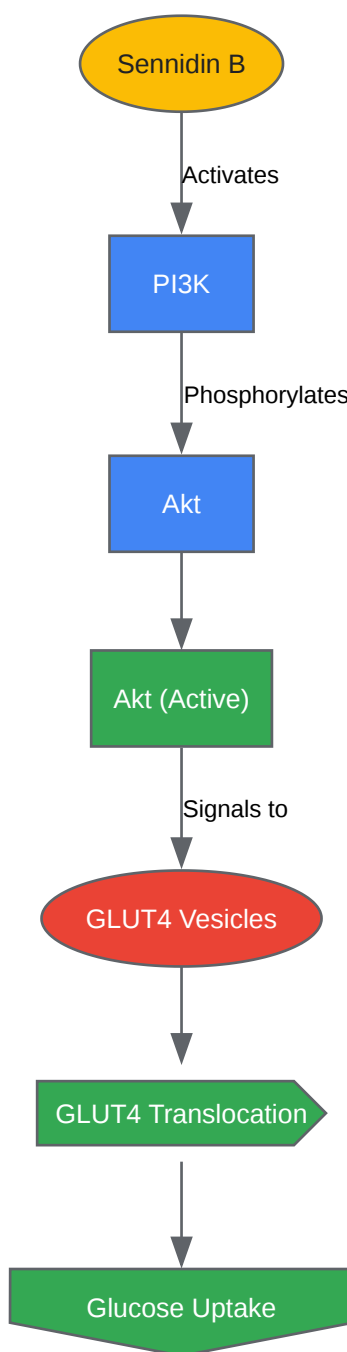 Sennidin B
Activates
PI3K
Phosphorylates
Akt
Akt (Active)
Signals to
GLUT4 Vesicles
GLUT4 Translocation
Glucose Uptake